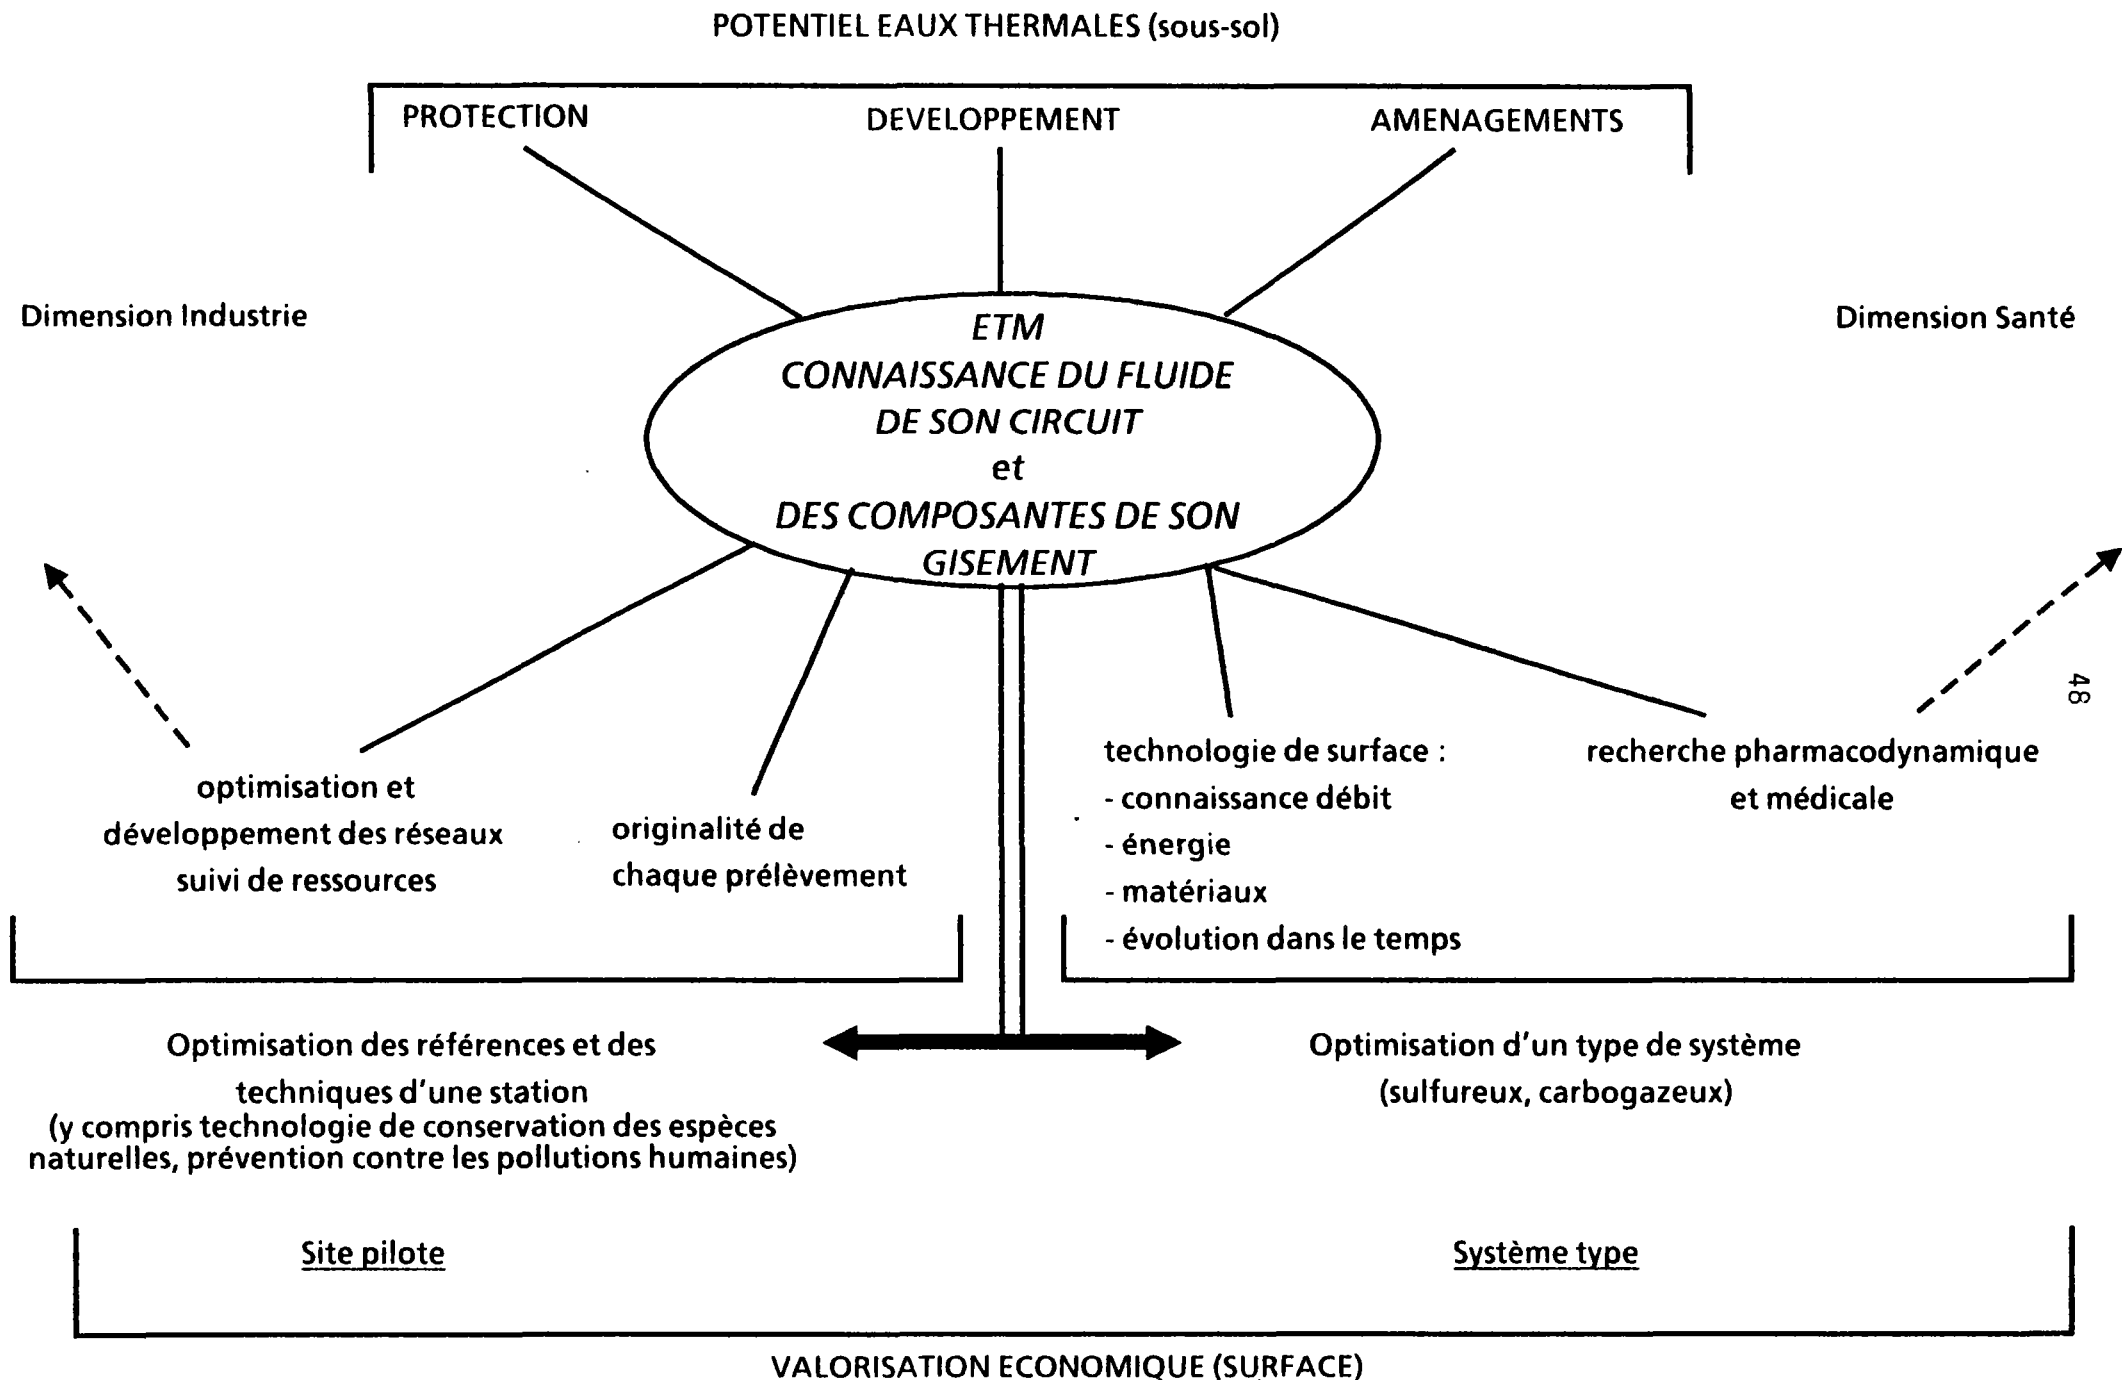 POTENTIEL EAUX THERMALES (sous-sol)
PROTECTION
DEVELOPPEMENT
AMENAGEMENTS
Dimension Industrie
Dimension Santé
ETM
CONNAISSANCE DU FLUIDE
DE SON CIRCUIT
et
DES COMPOSANTES DE SON
GISEMENT
48
optimisation et
développement des réseaux
suivi de ressources
originalité de
chaque prélèvement
technologie de surface :
- connaissance débit
- énergie
- matériaux
- évolution dans le temps
recherche pharmacodynamique
et médicale
Optimisation des références et des
techniques d'une station
(y compris technologie de conservation des espèces
naturelles, prévention contre les pollutions humaines)
Optimisation d'un type de système
(sulfureux, carbogazeux)
Site pilote
Système type
VALORISATION ECONOMIQUE (SURFACE)